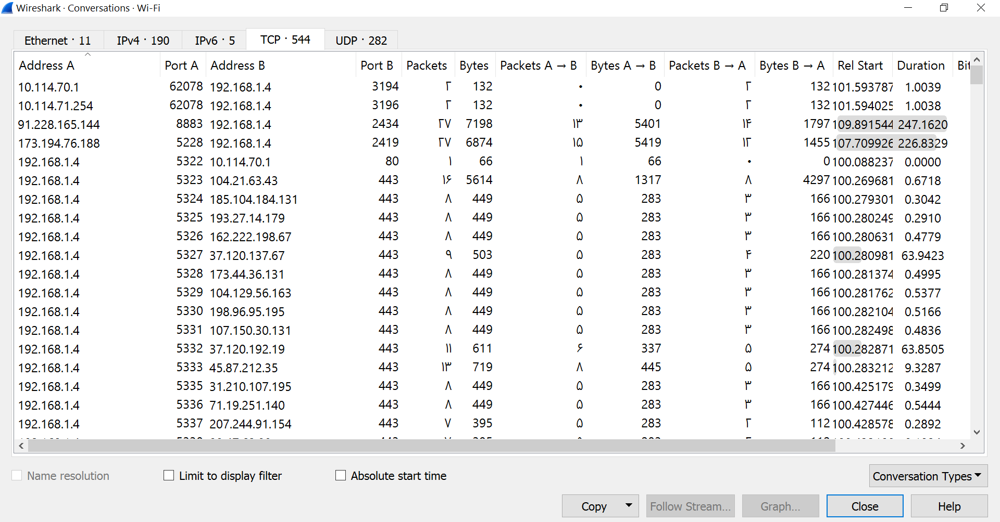 Wireshark · Conversations · Wi-Fi
Ethernet · 11 IPv4 · 190 IPv6 · 5 TCP · 544 UDP · 282
Address A Port A Address B Port B Packets Bytes Packets A → B Bytes A → B Packets B → A Bytes B → A Rel Start Duration Bit
10.114.70.1 62078 192.168.1.4 3194 ۲ 132 ۰ 0 ۲ 132 101.593787 1.0039
10.114.71.254 62078 192.168.1.4 3196 ۲ 132 ۰ 0 ۲ 132 101.594025 1.0038
91.228.165.144 8883 192.168.1.4 2434 ۲۷ 7198 ۱۳ 5401 ۱۴ 1797 109.891544 247.1620
173.194.76.188 5228 192.168.1.4 2419 ۲۷ 6874 ۱۵ 5419 ۱۲ 1455 107.709926 226.8329
192.168.1.4 5322 10.114.70.1 80 ۱ 66 ۱ 66 ۰ 0 100.088237 0.0000
192.168.1.4 5323 104.21.63.43 443 ۱۶ 5614 ۸ 1317 ۸ 4297 100.269681 0.6718
192.168.1.4 5324 185.104.184.131 443 ۸ 449 ۵ 283 ۳ 166 100.279301 0.3042
192.168.1.4 5325 193.27.14.179 443 ۸ 449 ۵ 283 ۳ 166 100.280249 0.2910
192.168.1.4 5326 162.222.198.67 443 ۸ 449 ۵ 283 ۳ 166 100.280631 0.4779
192.168.1.4 5327 37.120.137.67 443 ۹ 503 ۵ 283 ۴ 220 100.280981 63.9423
192.168.1.4 5328 173.44.36.131 443 ۸ 449 ۵ 283 ۳ 166 100.281374 0.4995
192.168.1.4 5329 104.129.56.163 443 ۸ 449 ۵ 283 ۳ 166 100.281762 0.5377
192.168.1.4 5330 198.96.95.195 443 ۸ 449 ۵ 283 ۳ 166 100.282104 0.5166
192.168.1.4 5331 107.150.30.131 443 ۸ 449 ۵ 283 ۳ 166 100.282498 0.4836
192.168.1.4 5332 37.120.192.19 443 ۱۱ 611 ۶ 337 ۵ 274 100.282871 63.8505
192.168.1.4 5333 45.87.212.35 443 ۱۳ 719 ۸ 445 ۵ 274 100.283212 9.3287
192.168.1.4 5335 31.210.107.195 443 ۸ 449 ۵ 283 ۳ 166 100.425179 0.3499
192.168.1.4 5336 71.19.251.140 443 ۸ 449 ۵ 283 ۳ 166 100.427446 0.5444
192.168.1.4 5337 207.244.91.154 443 ۷ 395 ۵ 283 ۲ 112 100.428578 0.2892
Name resolution Limit to display filter Absolute start time Conversation Types
Copy Follow Stream... Graph... Close Help